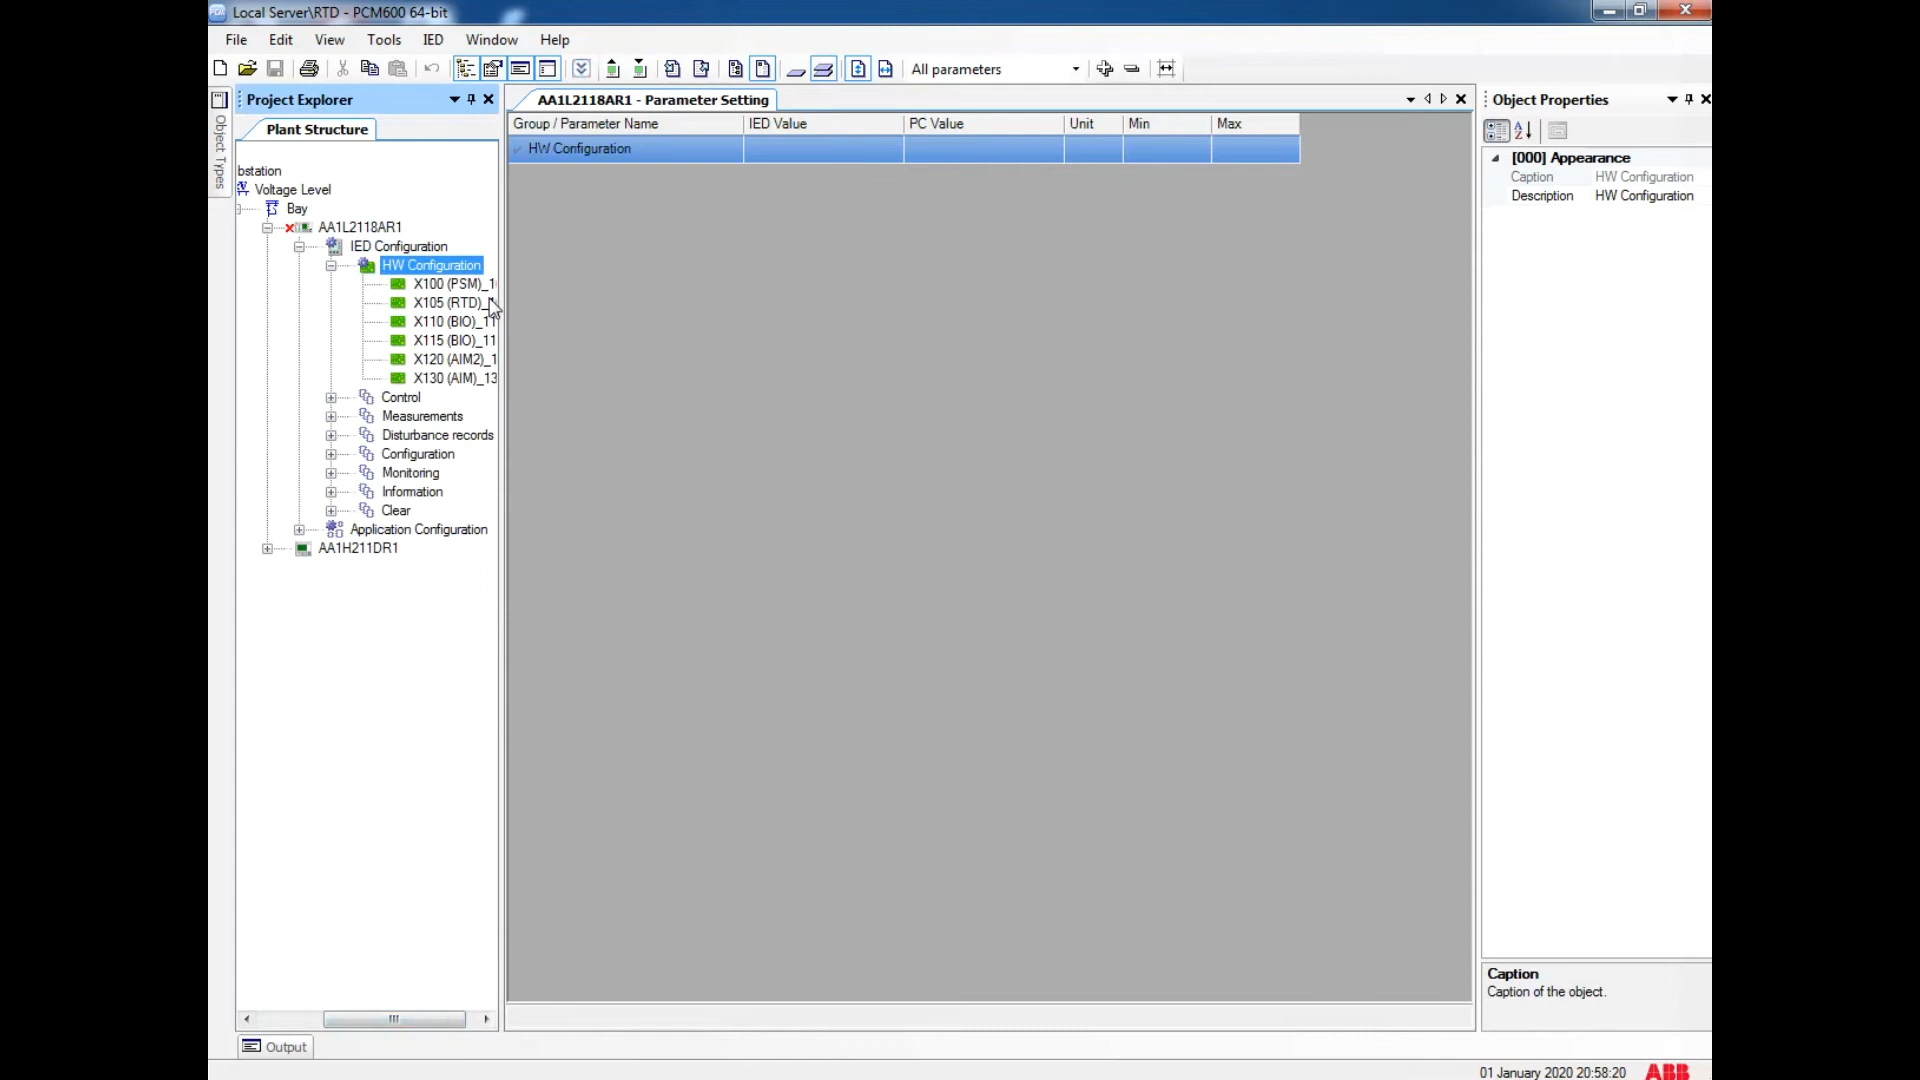 Local Server\RTD - PCM600 64-bit
File Edit View Tools IED Window Help
All parameters
Object Types
Project Explorer
Plant Structure
bstation
Voltage Level
Bay
AA1L2118AR1
IED Configuration
HW Configuration
X100 (PSM)_1
X105 (RTD)_
X110 (BIO)_11
X115 (BIO)_11
X120 (AIM2)_1
X130 (AIM)_13
Control
Measurements
Disturbance records
Configuration
Monitoring
Information
Clear
Application Configuration
AA1H211DR1
AA1L2118AR1 - Parameter Setting
Group / Parameter Name IED Value PC Value Unit Min Max
HW Configuration
Object Properties
[000] Appearance
Caption HW Configuration
Description HW Configuration
Caption
Caption of the object.
Output
01 January 2020 20:58:20 ABB